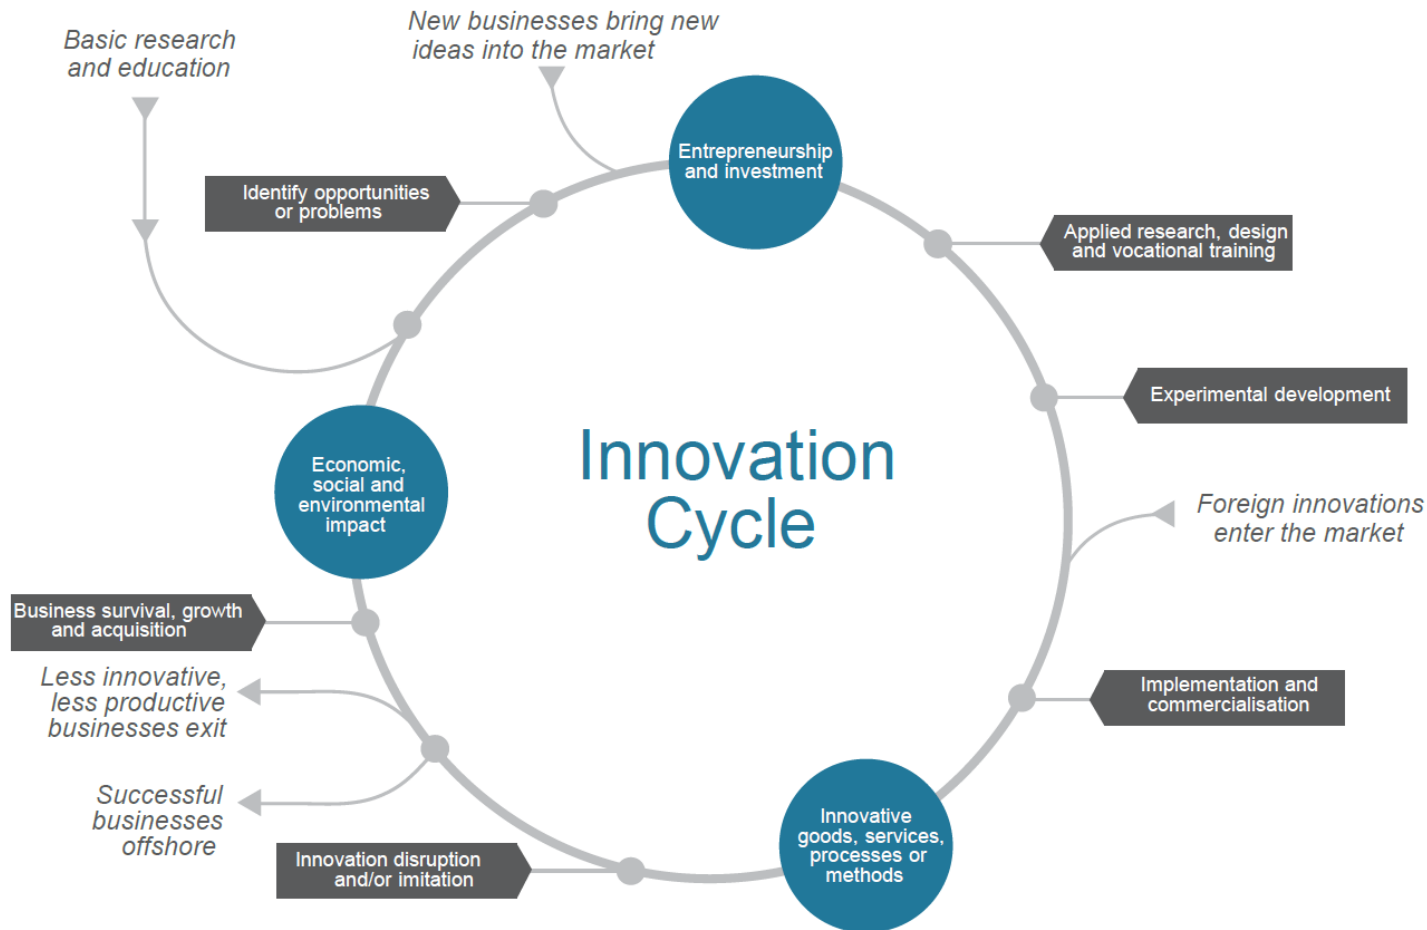 Basic research
and education
New businesses bring new
ideas into the market
Entrepreneurship
and investment
Identify opportunities
or problems
Applied research, design
and vocational training
Experimental development
Innovation
Cycle
Economic,
social and
environmental
impact
Foreign innovations
enter the market
Business survival, growth
and acquisition
Less innovative,
less productive
businesses exit
Implementation and
commercialisation
Successful
businesses
offshore
Innovative
goods, services,
processes or
methods
Innovation disruption
and/or imitation